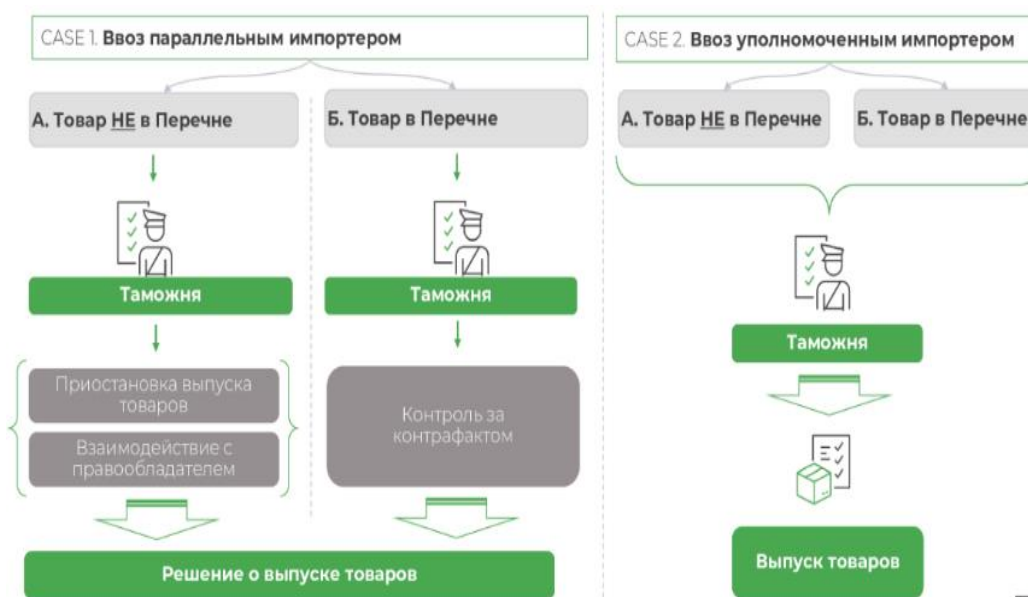 CASE 1. Ввоз параллельным импортером
А. Товар НЕ в Перечне
Б. Товар в Перечне
Таможня
Таможня
Приостановка выпуска
товаров
Взаимодействие с
правообладателем
Контроль за
контрафактом
Решение о выпуске товаров
CASE 2. Ввоз уполномоченным импортером
А. Товар НЕ в Перечне
Б. Товар в Перечне
Таможня
Выпуск товаров